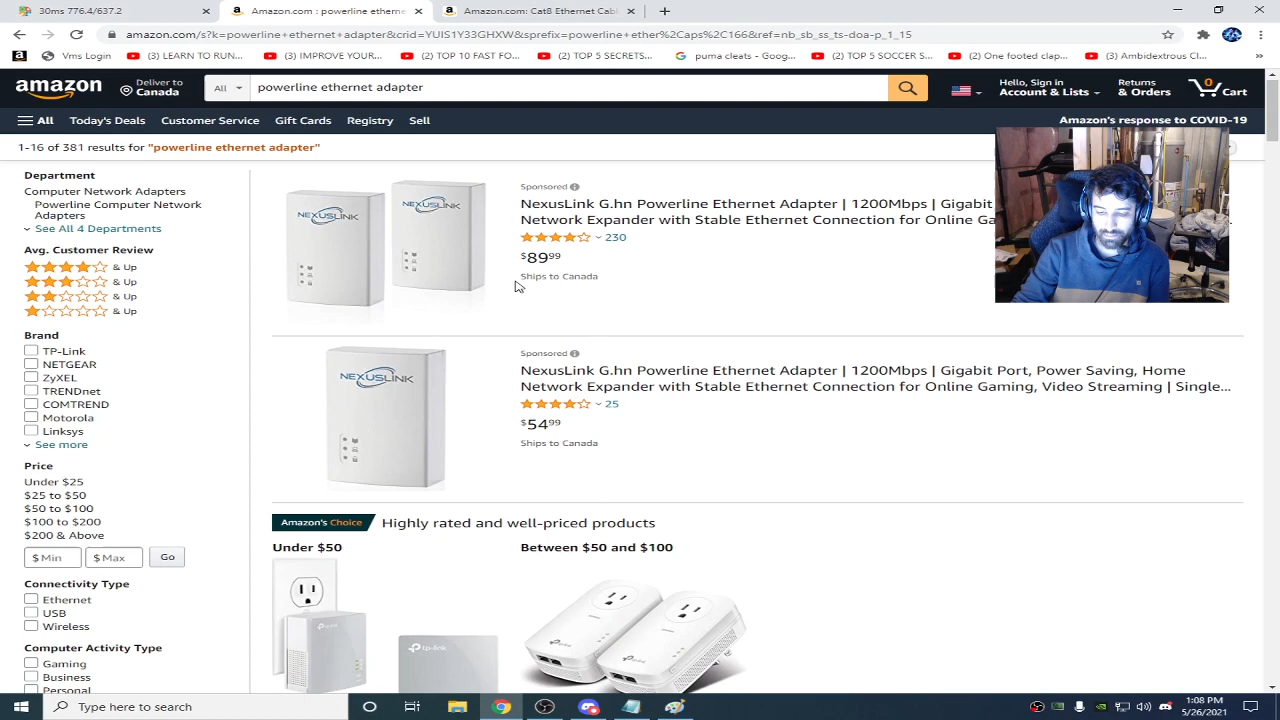 30ms 776.4/637.2
Amazon.com : powerline etherne
Amazon.com: Cat8 Ethernet Cabl
amazon.com/s?k=powerline+ethernet+adapter&crid=YUIS1Y33GHXW&sprefix=powerline+ether%2Caps%2C166&ref=nb_sb_ss_ts-doa-p_1_15
Vms Login
(3) LEARN TO RUN...
(3) IMPROVE YOUR...
(2) TOP 10 FAST FO...
(2) TOP 5 SECRETS...
puma cleats - Goog...
(2) TOP 5 SOCCER S...
(2) One footed clap...
(3) Ambidextrous Cl...
amazon
Deliver to
Canada
All
powerline ethernet adapter
Hello, Sign in
Account & Lists
Returns
& Orders
0
Cart
All
Today's Deals
Customer Service
Gift Cards
Registry
Sell
Amazon's response to COVID-19
1-16 of 381 results for "powerline ethernet adapter"
Department
Computer Network Adapters
Powerline Computer Network
Adapters
See All 4 Departments
Avg. Customer Review
& Up
& Up
& Up
& Up
Brand
TP-Link
NETGEAR
ZyXEL
TRENDnet
COMTREND
Motorola
Linksys
See more
Price
Under $25
$25 to $50
$50 to $100
$100 to $200
$200 & Above
$ Min
$ Max
Go
Connectivity Type
Ethernet
USB
Wireless
Computer Activity Type
Gaming
Business
Personal
NEXUSLINK
NEXUSLINK
Sponsored
NexusLink G.hn Powerline Ethernet Adapter | 1200Mbps | Gigabit
Network Expander with Stable Ethernet Connection for Online Ga
230
$89.99
Ships to Canada
NEXUSLINK
Sponsored
NexusLink G.hn Powerline Ethernet Adapter | 1200Mbps | Gigabit Port, Power Saving, Home
Network Expander with Stable Ethernet Connection for Online Gaming, Video Streaming | Single...
25
$54.99
Ships to Canada
Amazon's Choice
Highly rated and well-priced products
Under $50
Between $50 and $100
tp-link
tp-link
tp-link
tp-link
Type here to search
1:08 PM
5/26/2021